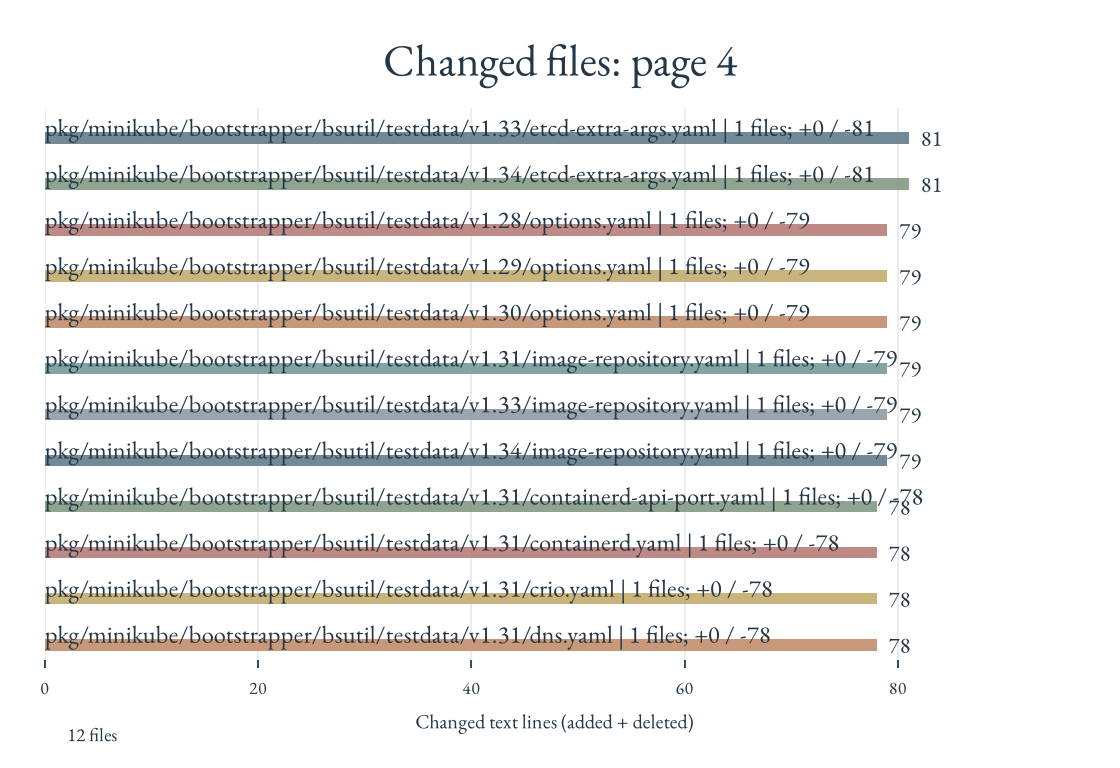 Changed files: page 4
pkg/minikube/bootstrapper/bsutil/testdata/v1.33/etcd-extra-args.yaml | 1 files; +0 / -81
81
pkg/minikube/bootstrapper/bsutil/testdata/v1.34/etcd-extra-args.yaml | 1 files; +0 / -81
81
pkg/minikube/bootstrapper/bsutil/testdata/v1.28/options.yaml | 1 files; +0 / -79
79
pkg/minikube/bootstrapper/bsutil/testdata/v1.29/options.yaml | 1 files; +0 / -79
79
pkg/minikube/bootstrapper/bsutil/testdata/v1.30/options.yaml | 1 files; +0 / -79
79
pkg/minikube/bootstrapper/bsutil/testdata/v1.31/image-repository.yaml | 1 files; +0 / -79
79
pkg/minikube/bootstrapper/bsutil/testdata/v1.33/image-repository.yaml | 1 files; +0 / -79
79
pkg/minikube/bootstrapper/bsutil/testdata/v1.34/image-repository.yaml | 1 files; +0 / -79
79
pkg/minikube/bootstrapper/bsutil/testdata/v1.31/containerd-api-port.yaml | 1 files; +0 / -78
78
pkg/minikube/bootstrapper/bsutil/testdata/v1.31/containerd.yaml | 1 files; +0 / -78
78
pkg/minikube/bootstrapper/bsutil/testdata/v1.31/crio.yaml | 1 files; +0 / -78
78
pkg/minikube/bootstrapper/bsutil/testdata/v1.31/dns.yaml | 1 files; +0 / -78
78
0 20 40 60 80
Changed text lines (added + deleted)
12 files